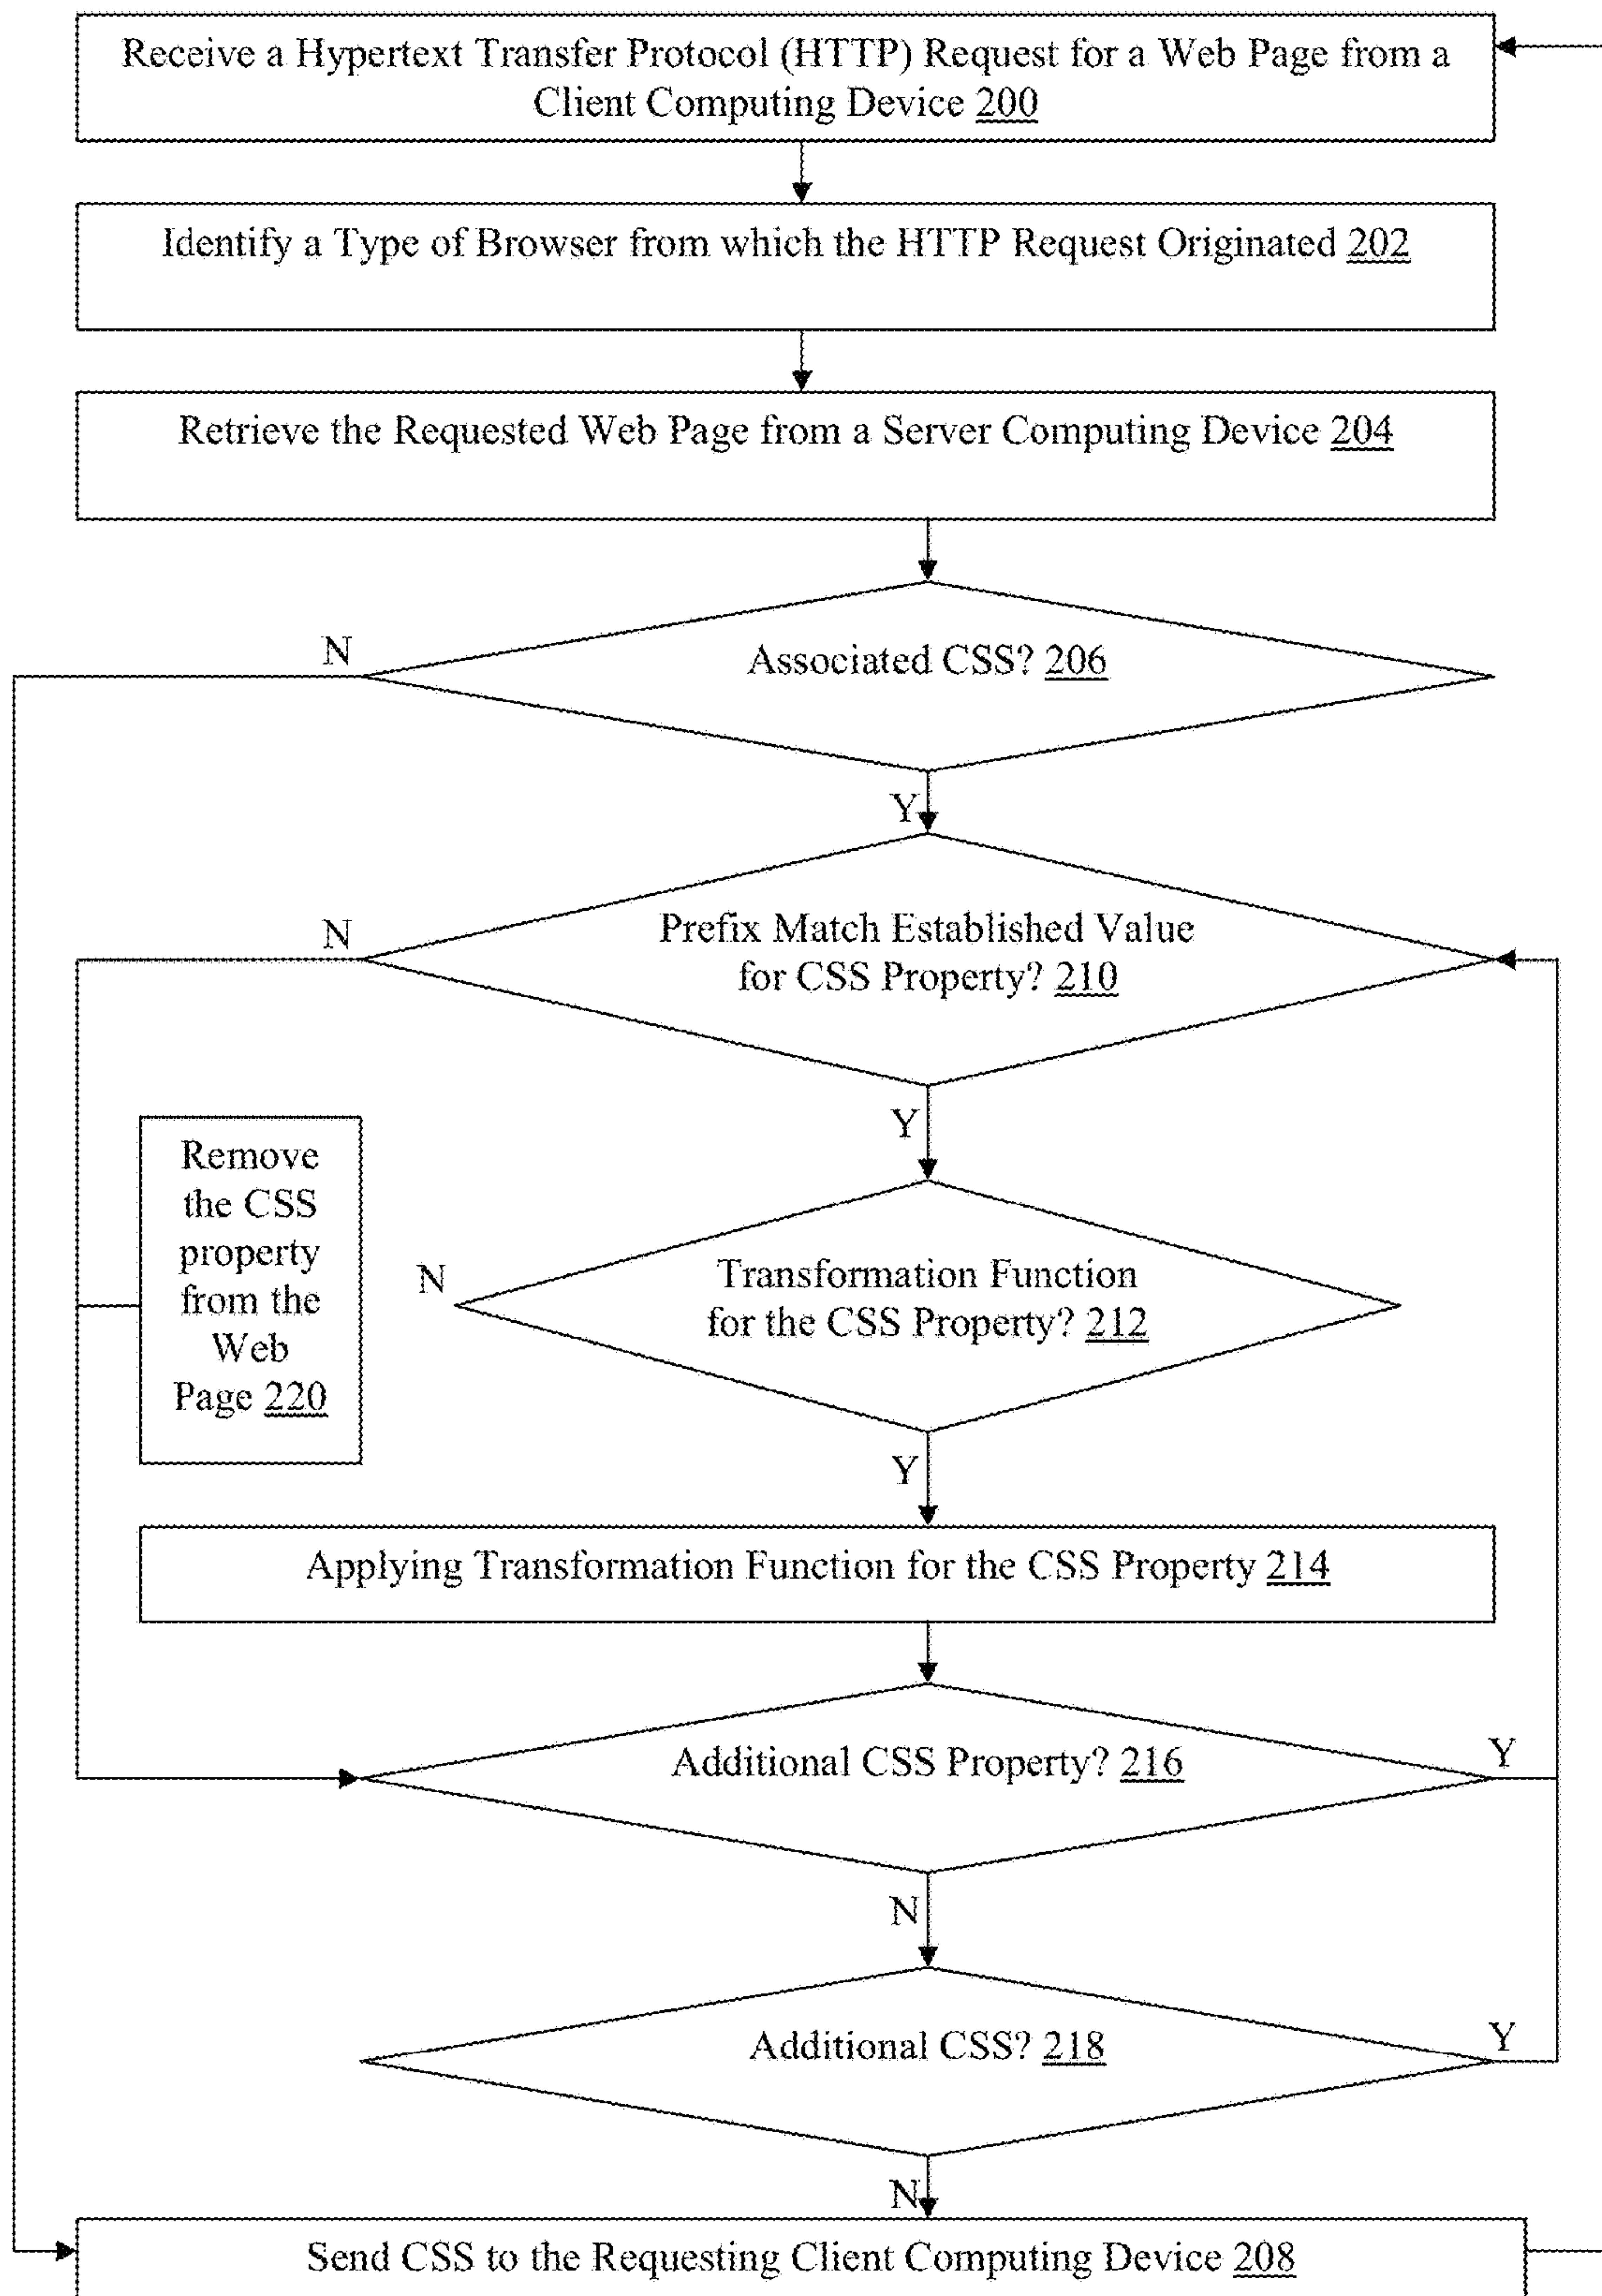 Receive a Hypertext Transfer Protocol (HTTP) Request for a Web Page from a
Client Computing Device 200
Identify a Type of Browser from which the HTTP Request Originated 202
Retrieve the Requested Web Page from a Server Computing Device 204
N
Associated CSS? 206
Y
N
Prefix Match Established Value
for CSS Property? 210
Y
Remove
the CSS
property
from the
Web
Page 220
N
Transformation Function
for the CSS Property? 212
Y
Applying Transformation Function for the CSS Property 214
Additional CSS Property? 216
Y
N
Additional CSS? 218
Y
N
Send CSS to the Requesting Client Computing Device 208